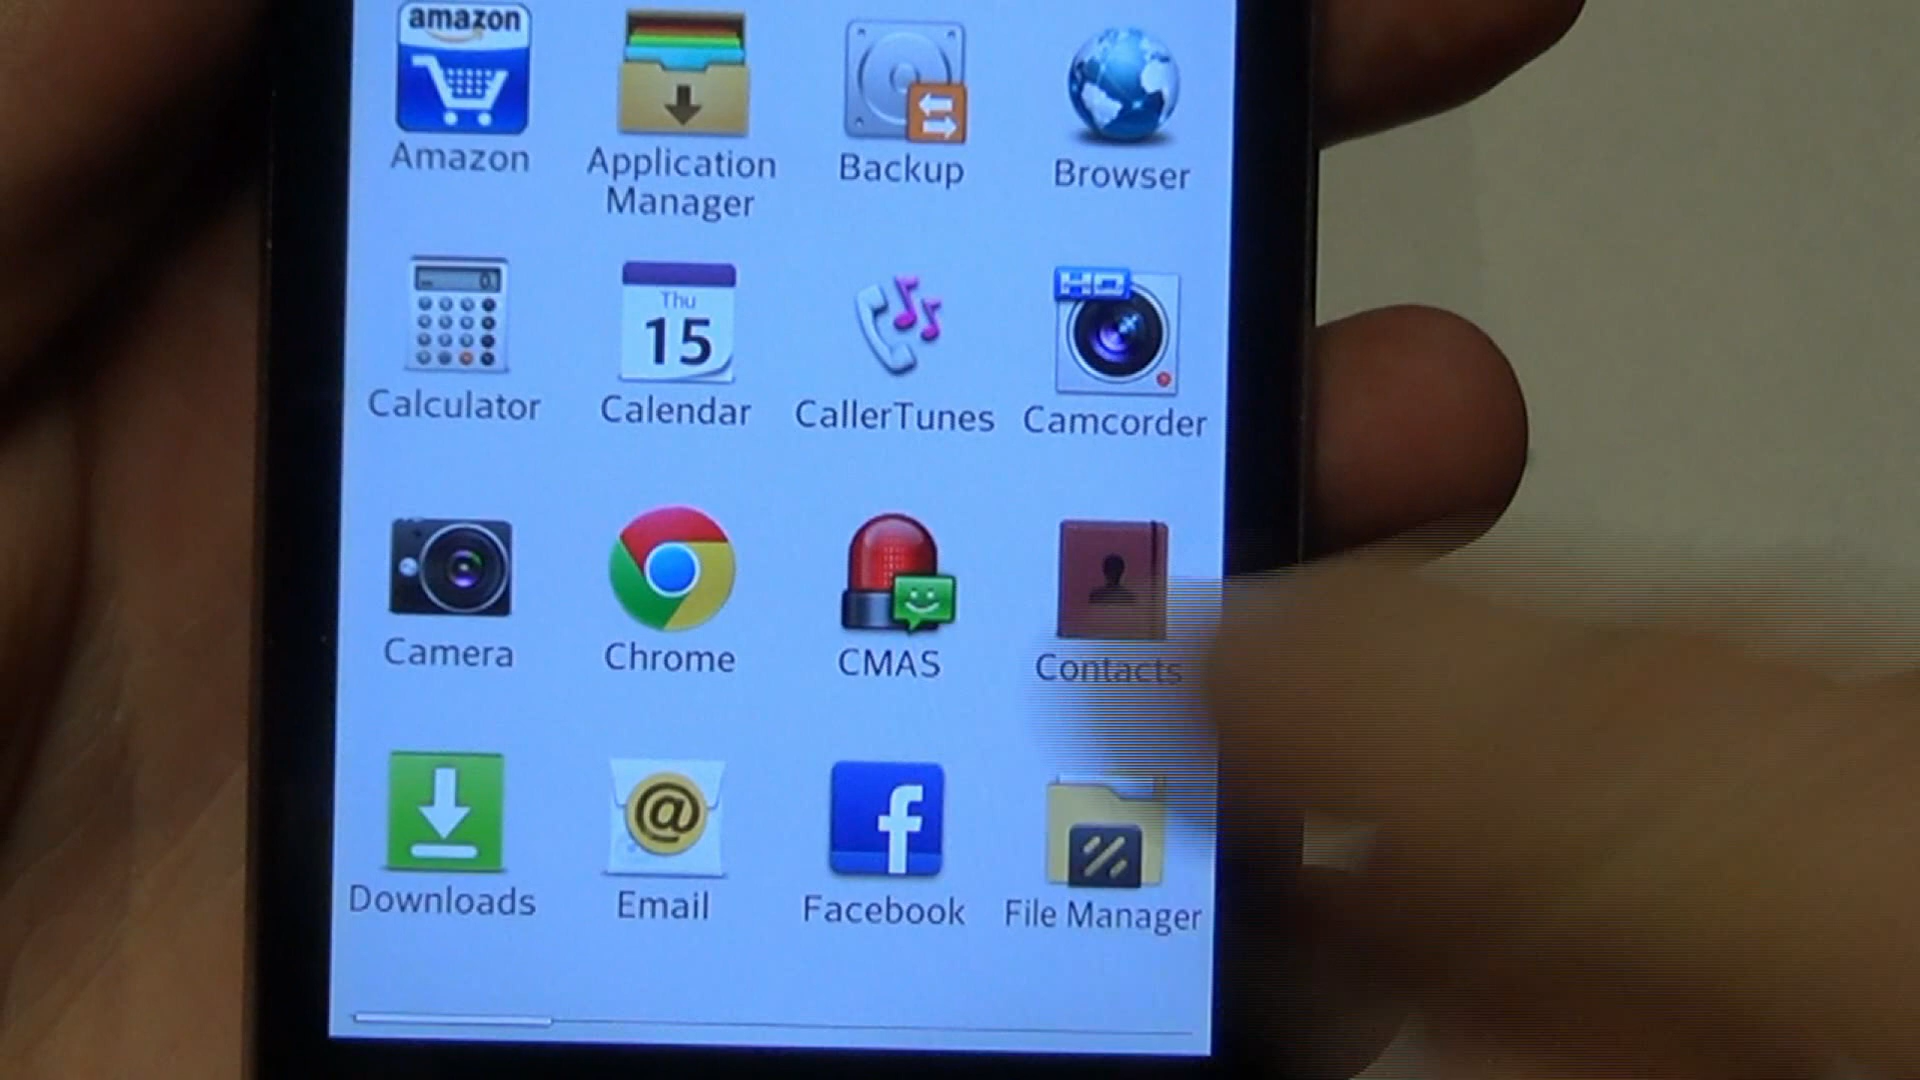 amazon
Amazon
Application
Manager
Backup
Browser
0.
Thu
15
Calculator
Calendar
CallerTunes
Camcorder
Camera
Chrome
CMAS
Contacts
@
f
Downloads
Email
Facebook
File Manager